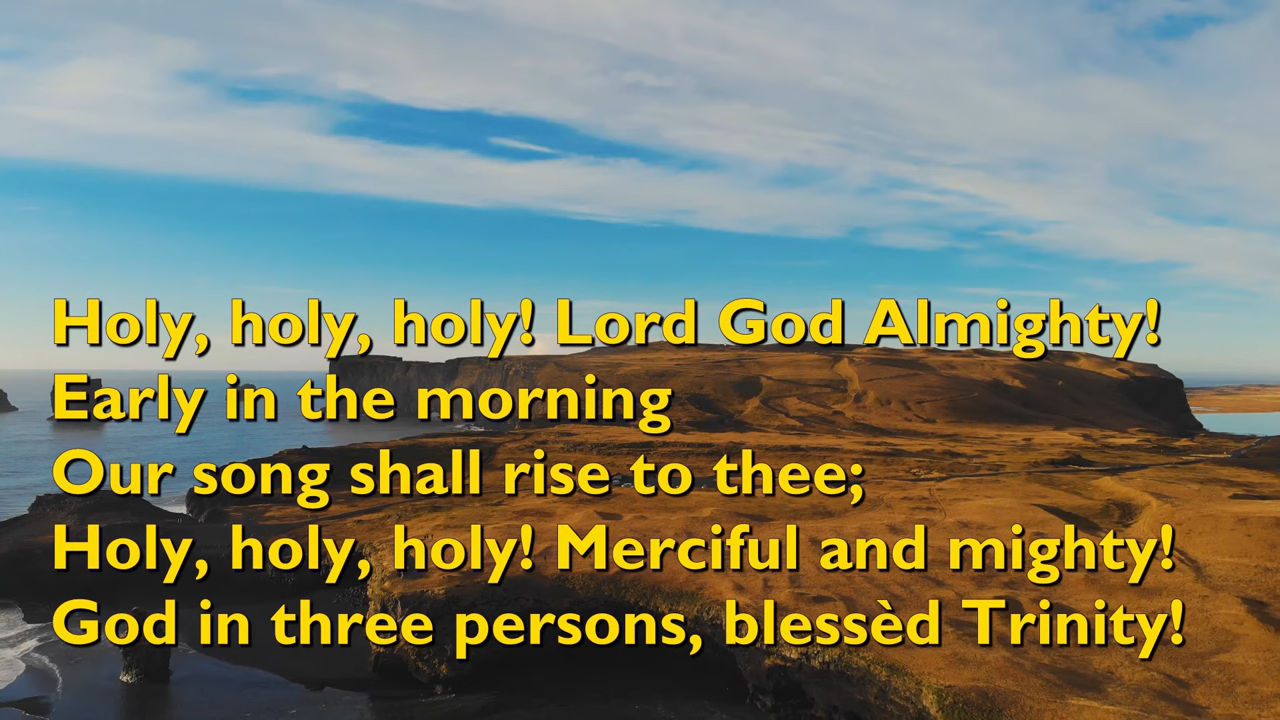 Holy, holy, holy! Lord God Almighty!
Early in the morning
Our song shall rise to thee;
Holy, holy, holy! Merciful and mighty!
God in three persons, blessèd Trinity!